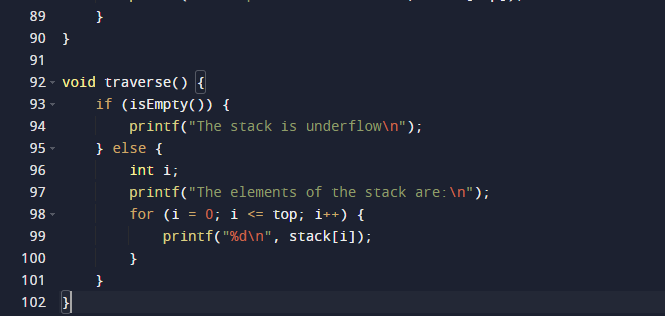 89 }
90 }
91
92 void traverse() {
93 if (isEmpty()) {
94 printf("The stack is underflow\n");
95 } else {
96 int i;
97 printf("The elements of the stack are:\n");
98 for (i = 0; i <= top; i++) {
99 printf("%d\n", stack[i]);
100 }
101 }
102 }